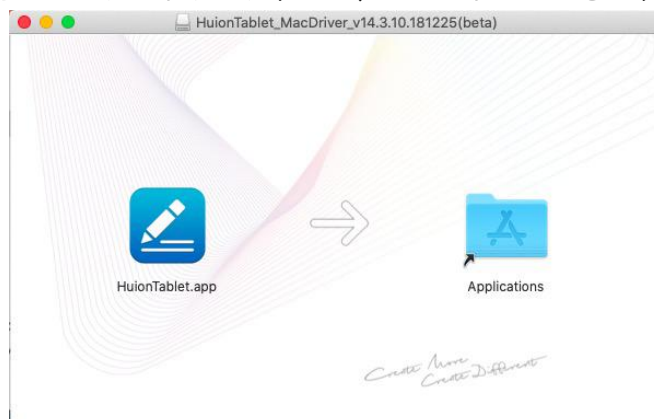 HuionTablet_MacDriver_v14.3.10.181225(beta)
HuionTablet.app
Applications
Create More
Create Different